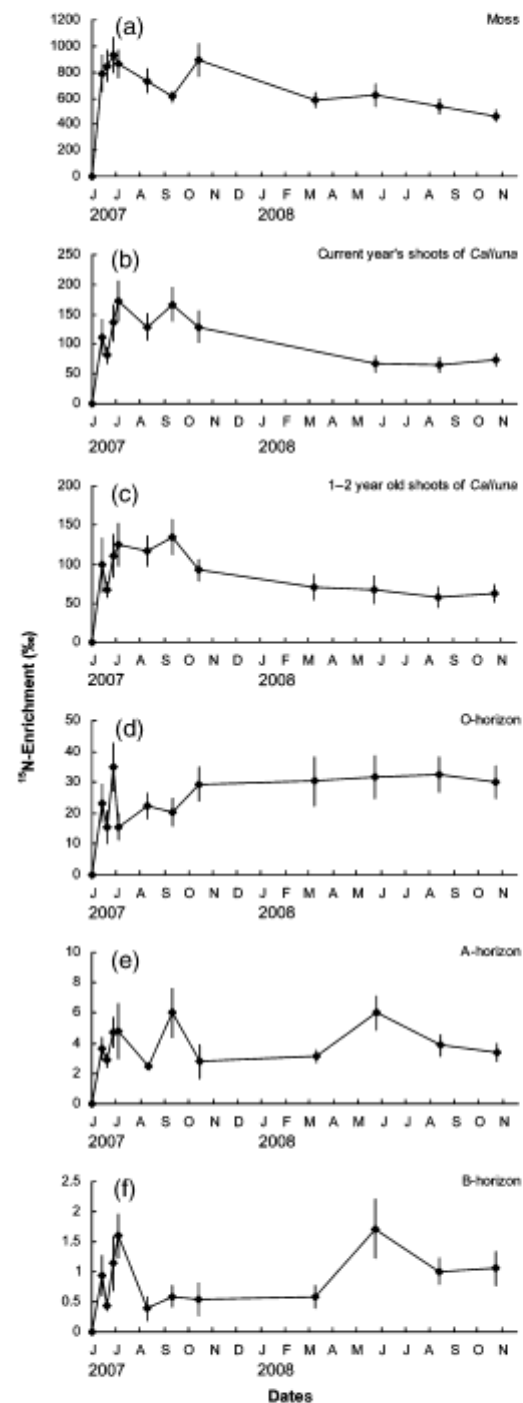 (a)
Moss
1200
1000
800
600
400
200
0
J J A S O N D J F M A M J J A S O N
2007 2008
(b)
Current year's shoots of Calluna
250
200
150
100
50
0
J J A S O N D J F M A M J J A S O N
2007 2008
(c)
1–2 year old shoots of Calluna
200
150
100
50
0
J J A S O N D J F M A M J J A S O N
2007 2008
¹⁵N-Enrichment (‰)
(d)
O-horizon
50
40
30
20
10
0
J J A S O N D J F M A M J J A S O N
2007 2008
(e)
A-horizon
10
8
6
4
2
0
J J A S O N D J F M A M J J A S O N
2007 2008
(f)
B-horizon
2.5
2
1.5
1
0.5
0
J J A S O N D J F M A M J J A S O N
2007 2008
Dates